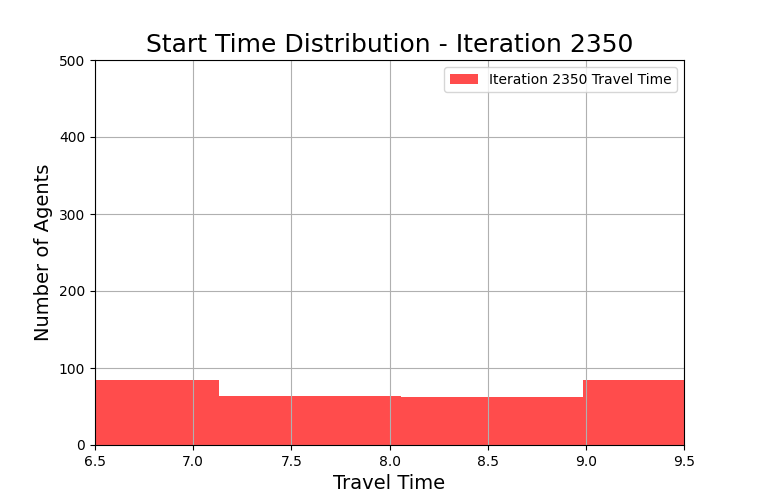 Start Time Distribution - Iteration 2350
Iteration 2350 Travel Time
Number of Agents
500
400
300
200
100
0
6.5 7.0 7.5 8.0 8.5 9.0 9.5
Travel Time